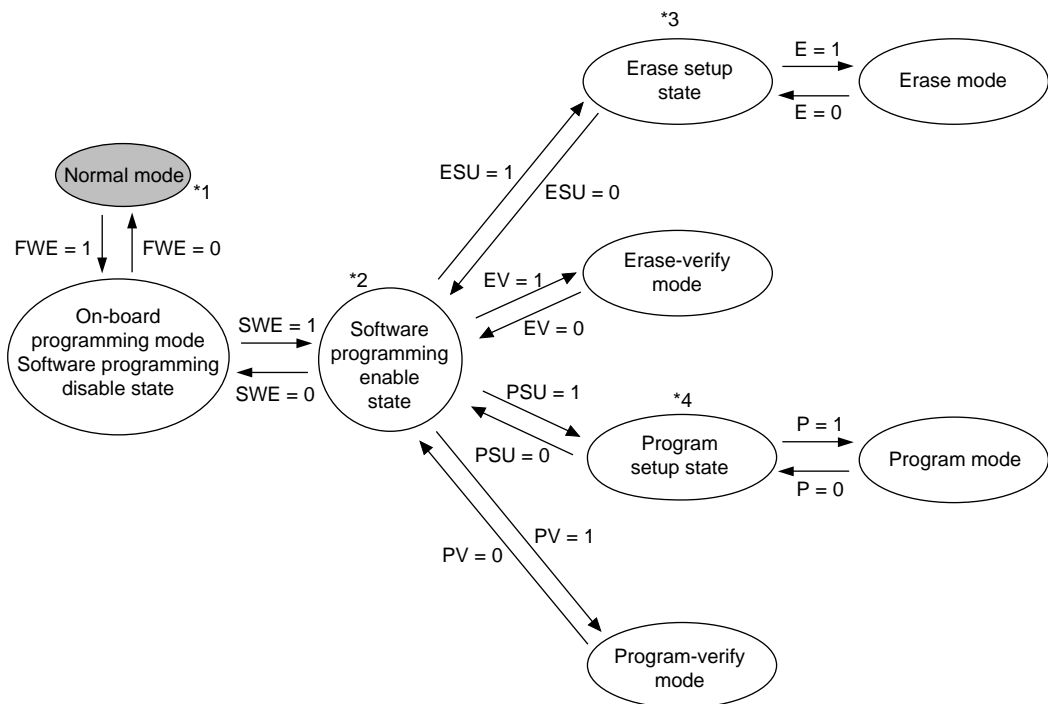 *3
Erase setup
state
E = 1
E = 0
Erase mode
Normal mode
*1
FWE = 1
FWE = 0
ESU = 1
ESU = 0
*2
On-board
programming mode
Software programming
disable state
SWE = 1
SWE = 0
Software
programming
enable
state
EV = 1
EV = 0
Erase-verify
mode
PSU = 1
PSU = 0
*4
Program
setup state
P = 1
P = 0
Program mode
PV = 1
PV = 0
Program-verify
mode